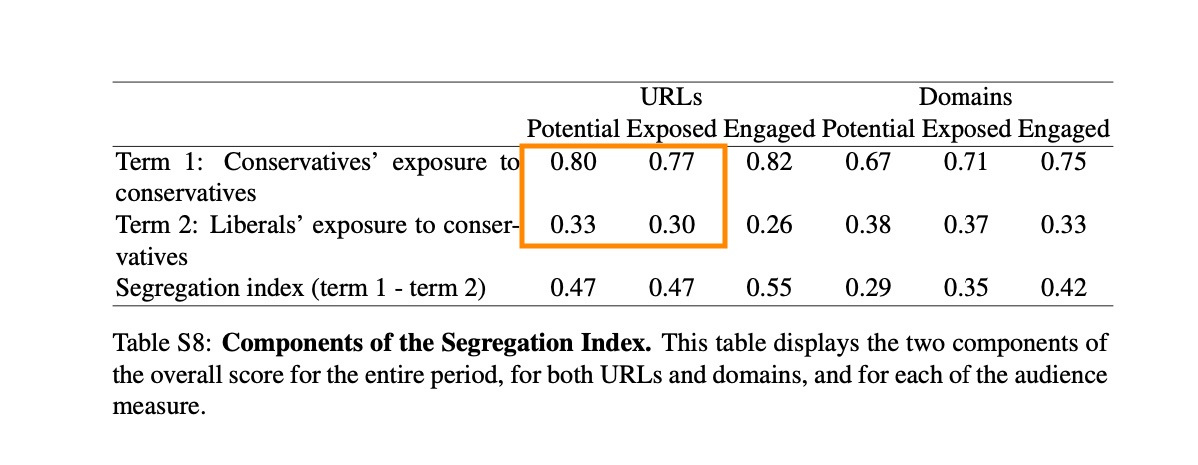 URLs Domains
Potential Exposed Engaged Potential Exposed Engaged
Term 1: Conservatives’ exposure to 0.80 0.77 0.82 0.67 0.71 0.75
conservatives
Term 2: Liberals’ exposure to conser- 0.33 0.30 0.26 0.38 0.37 0.33
vatives
Segregation index (term 1 - term 2) 0.47 0.47 0.55 0.29 0.35 0.42
Table S8: Components of the Segregation Index. This table displays the two components of
the overall score for the entire period, for both URLs and domains, and for each of the audience
measure.